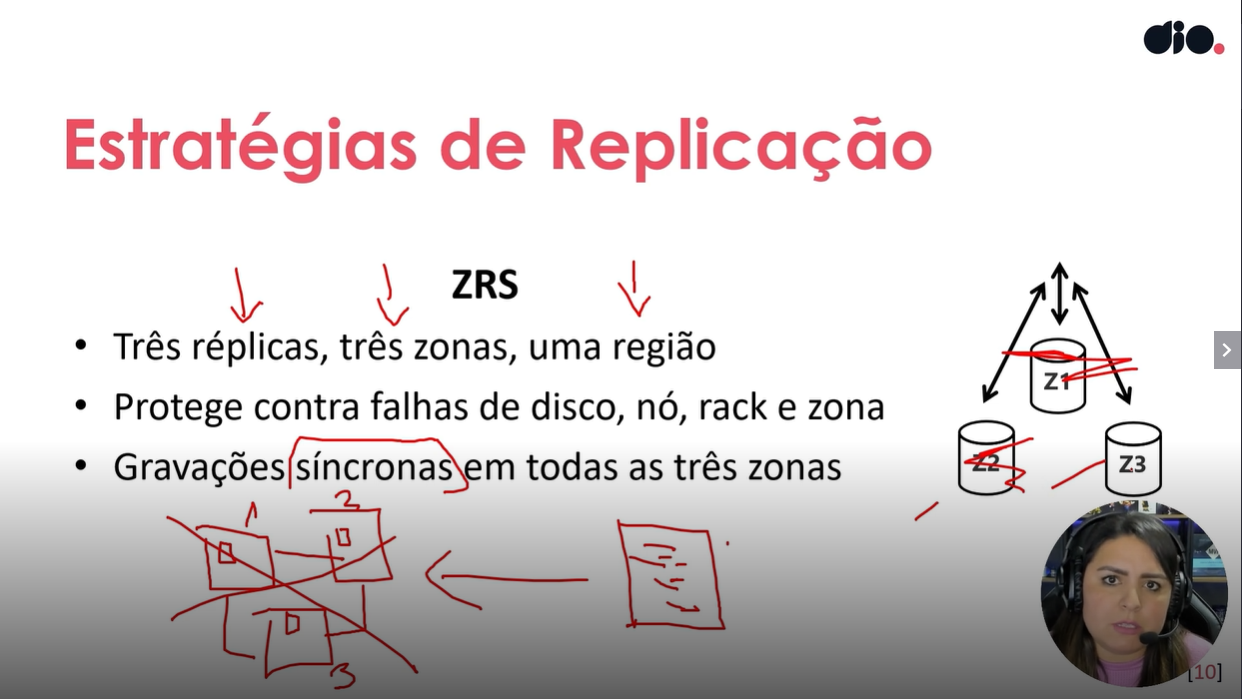 dio.
Estratégias de Replicação
ZRS
• Três réplicas, três zonas, uma região
• Protege contra falhas de disco, nó, rack e zona
• Gravações síncronas em todas as três zonas
Z1
Z2
Z3
1
2
3
[10]